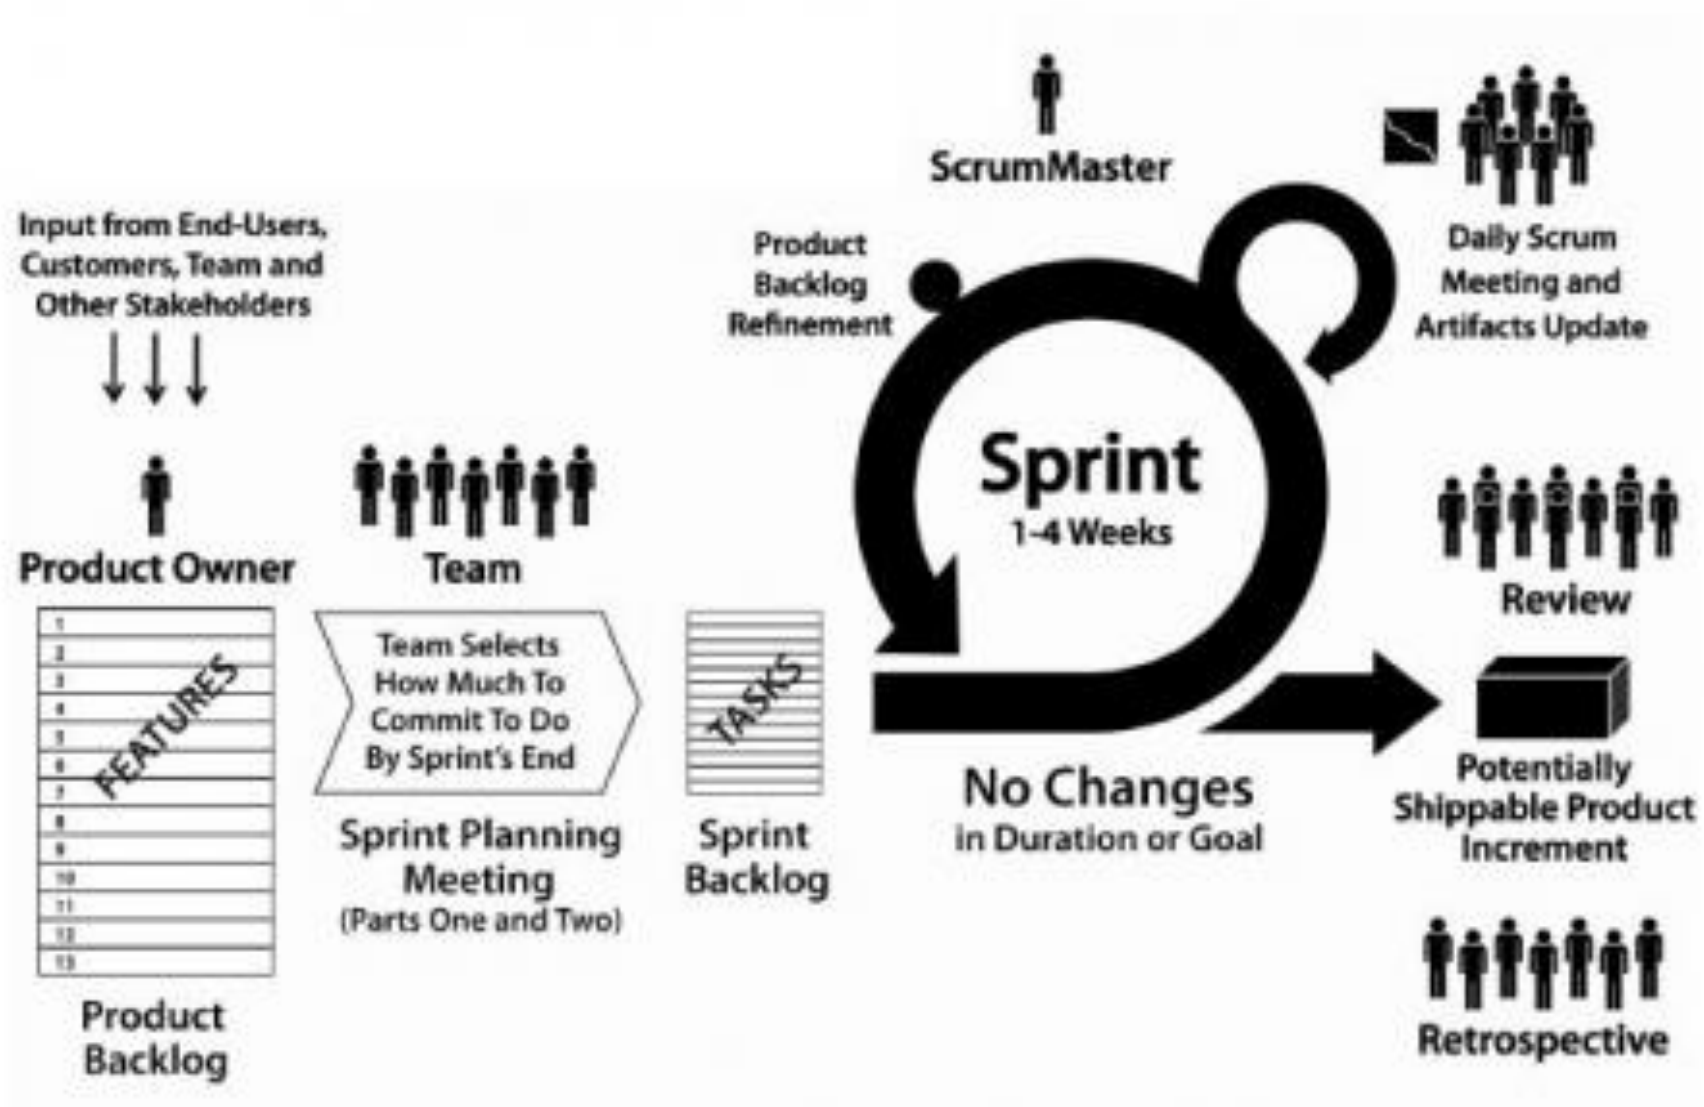 Input from End-Users,
Customers, Team and
Other Stakeholders
Product Owner
1
2
3
4
5
6
7
8
9
10
11
12
13
FEATURES
Product
Backlog
Team
Team Selects
How Much To
Commit To Do
By Sprint's End
Sprint Planning
Meeting
(Parts One and Two)
TASKS
Sprint
Backlog
ScrumMaster
Product
Backlog
Refinement
Sprint
1-4 Weeks
No Changes
in Duration or Goal
Daily Scrum
Meeting and
Artifacts Update
Review
Potentially
Shippable Product
Increment
Retrospective